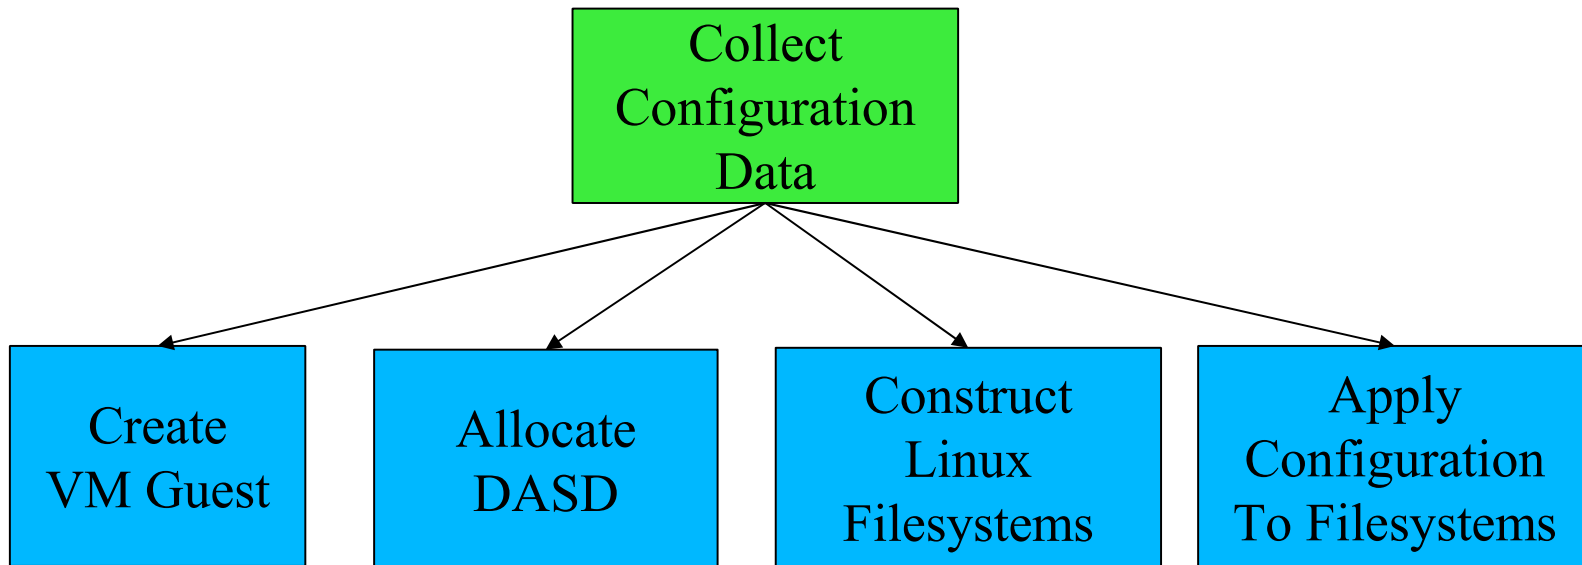 Collect
Configuration
Data
Create
VM Guest
Allocate
DASD
Construct
Linux
Filesystems
Apply
Configuration
To Filesystems